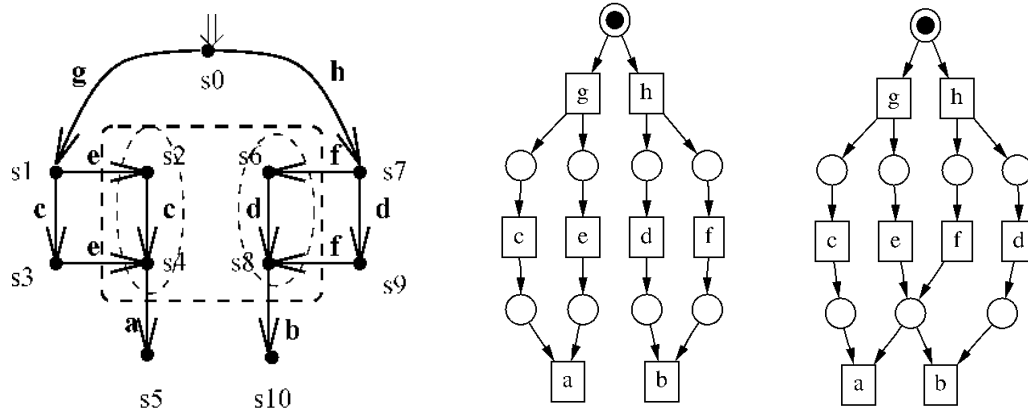 s0
g h
g h
g h
s1 e s2 s6 f s7
c c d d
c e d f
c e f d
s3 e s4 s8 f s9
a b
a b
a b
s5 s10